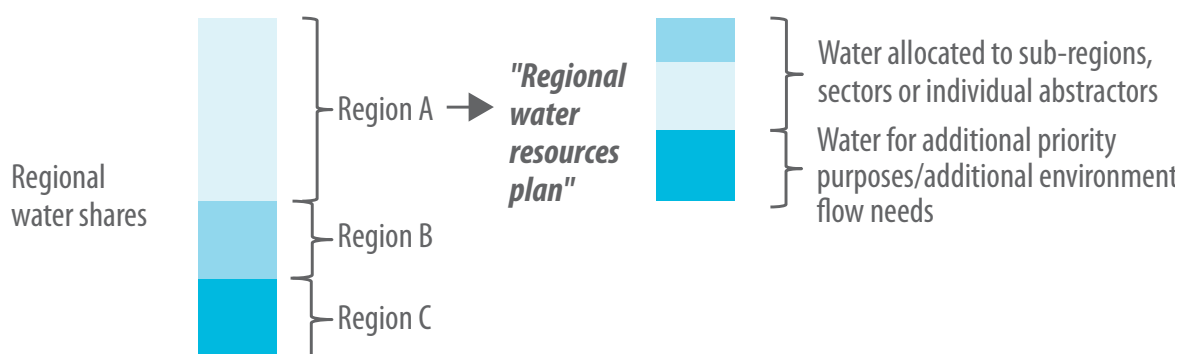 Regional
water shares
Region A
Region B
Region C
"Regional
water
resources
plan"
Water allocated to sub-regions,
sectors or individual abstractors
Water for additional priority
purposes/additional environment
flow needs